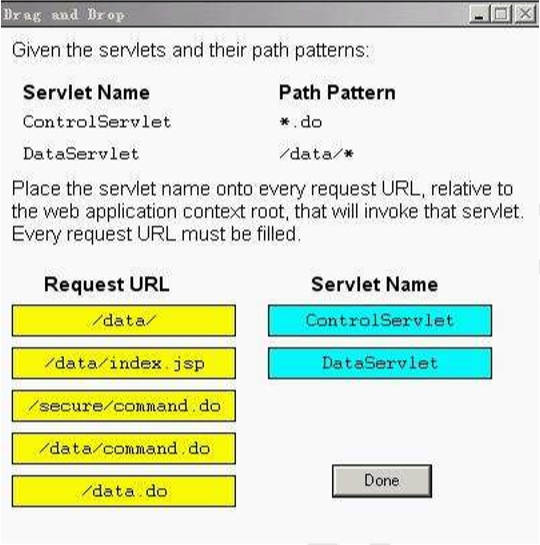 Drag and Drop
Given the servlets and their path patterns:
Servlet Name Path Pattern
ControlServlet *.do
DataServlet /data/*
Place the servlet name onto every request URL, relative to
the web application context root, that will invoke that servlet.
Every request URL must be filled.
Request URL Servlet Name
/data/ ControlServlet
/data/index.jsp DataServlet
/secure/command.do
/data/command.do
/data.do
Done